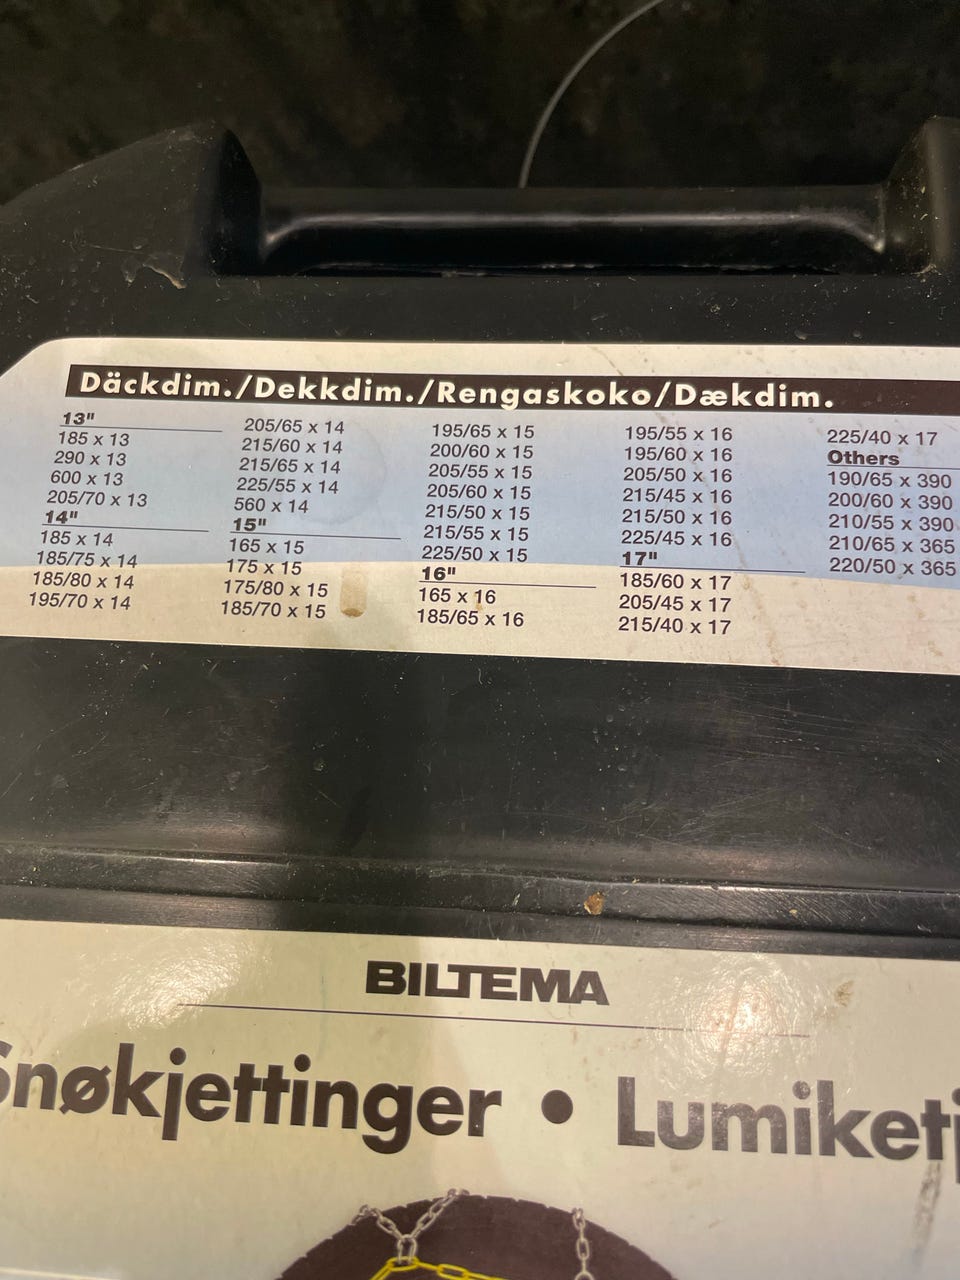 Däckdim./Dekkdim./Rengaskoko/Dækdim.
13"
185 x 13
290 x 13
600 x 13
205/70 x 13
14"
185 x 14
185/75 x 14
185/80 x 14
195/70 x 14
205/65 x 14
215/60 x 14
215/65 x 14
225/55 x 14
560 x 14
15"
165 x 15
175 x 15
175/80 x 15
185/70 x 15
195/65 x 15
200/60 x 15
205/55 x 15
205/60 x 15
215/50 x 15
215/55 x 15
225/50 x 15
16"
165 x 16
185/65 x 16
195/55 x 16
195/60 x 16
205/50 x 16
215/45 x 16
215/50 x 16
225/45 x 16
17"
185/60 x 17
205/45 x 17
215/40 x 17
225/40 x 17
Others
190/65 x 390
200/60 x 390
210/55 x 390
210/65 x 365
220/50 x 365
BILTEMA
Snøkjettinger • Lumiketj